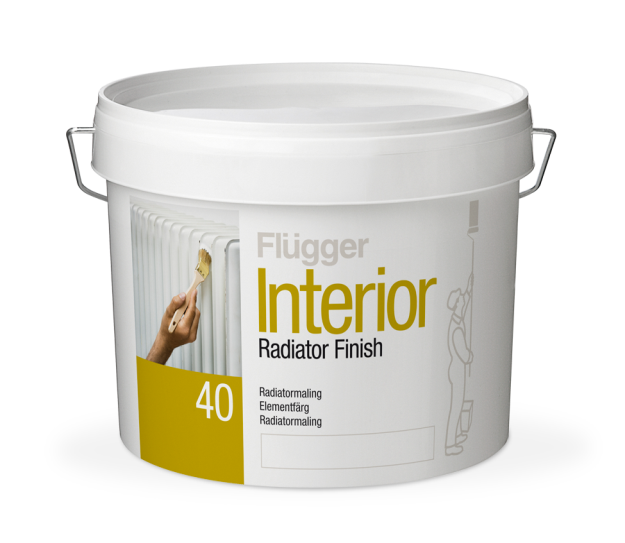 Flügger
Interior
Radiator Finish
40
Radiatormaling
Elementfärg
Radiatormaling